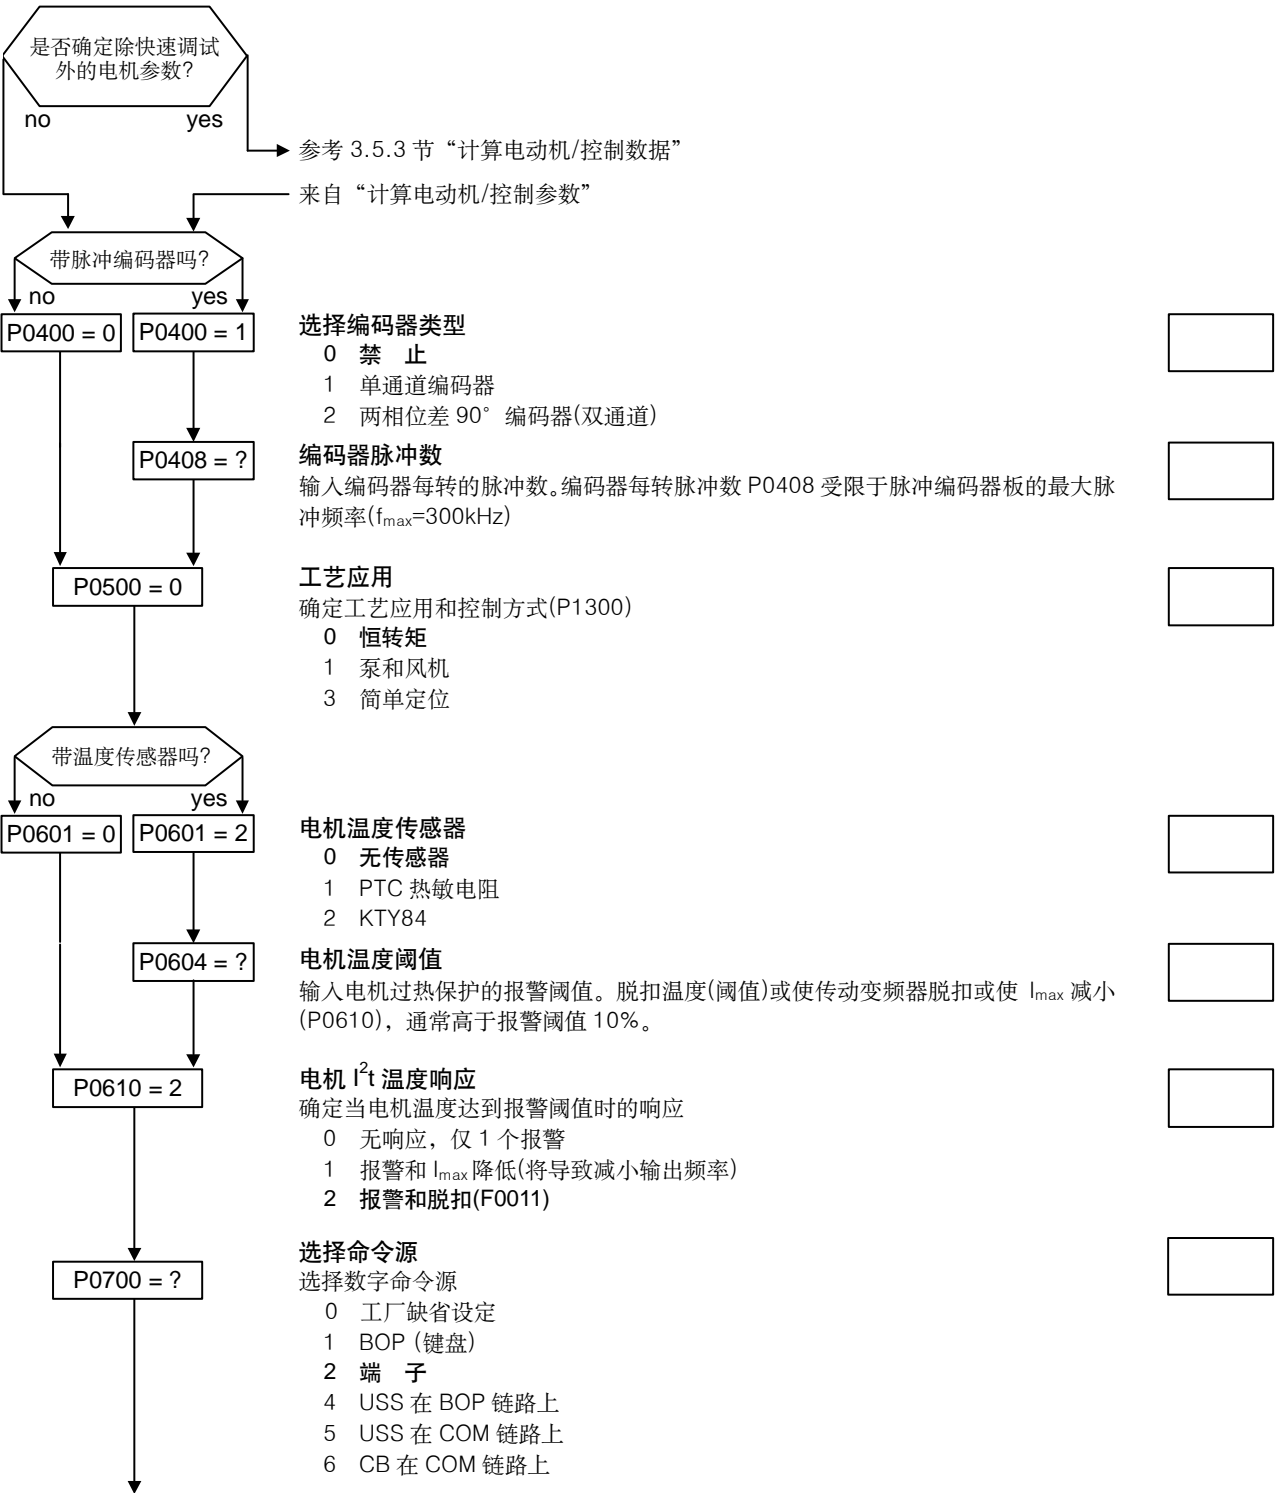 是否确定除快速调试
外的电机参数?
no
yes
参考 3.5.3 节“计算电动机/控制数据”
来自“计算电动机/控制参数”
带脉冲编码器吗?
no
yes
P0400 = 0
P0400 = 1
选择编码器类型
0 禁 止
1 单通道编码器
2 两相位差 90° 编码器(双通道)
P0408 = ?
编码器脉冲数
输入编码器每转的脉冲数。编码器每转脉冲数 P0408 受限于脉冲编码器板的最大脉
冲频率(fmax=300kHz)
P0500 = 0
工艺应用
确定工艺应用和控制方式(P1300)
0 恒转矩
1 泵和风机
3 简单定位
带温度传感器吗?
no
yes
P0601 = 0
P0601 = 2
电机温度传感器
0 无传感器
1 PTC 热敏电阻
2 KTY84
P0604 = ?
电机温度阈值
输入电机过热保护的报警阈值。脱扣温度(阈值)或使传动变频器脱扣或使 Imax 减小
(P0610)，通常高于报警阈值 10%。
P0610 = 2
电机 I²t 温度响应
确定当电机温度达到报警阈值时的响应
0 无响应，仅 1 个报警
1 报警和 Imax 降低(将导致减小输出频率)
2 报警和脱扣(F0011)
P0700 = ?
选择命令源
选择数字命令源
0 工厂缺省设定
1 BOP (键盘)
2 端 子
4 USS 在 BOP 链路上
5 USS 在 COM 链路上
6 CB 在 COM 链路上